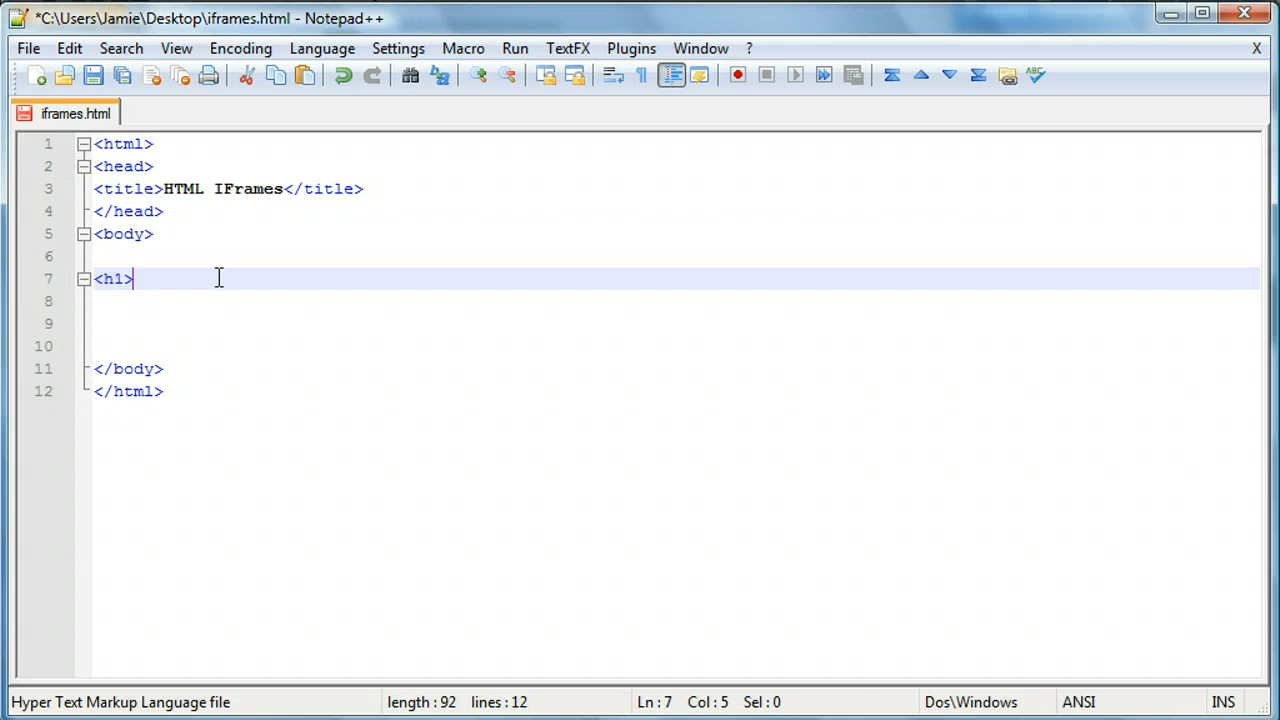 *C:\Users\Jamie\Desktop\iframes.html - Notepad++
File Edit Search View Encoding Language Settings Macro Run TextFX Plugins Window ? X
ABC
iframes.html
1 <html>
2 <head>
3 <title>HTML IFrames</title>
4 </head>
5 <body>
6
7 <h1>
8
9
10
11 </body>
12 </html>
Hyper Text Markup Language file length : 92 lines : 12 Ln : 7 Col : 5 Sel : 0 Dos\Windows ANSI INS